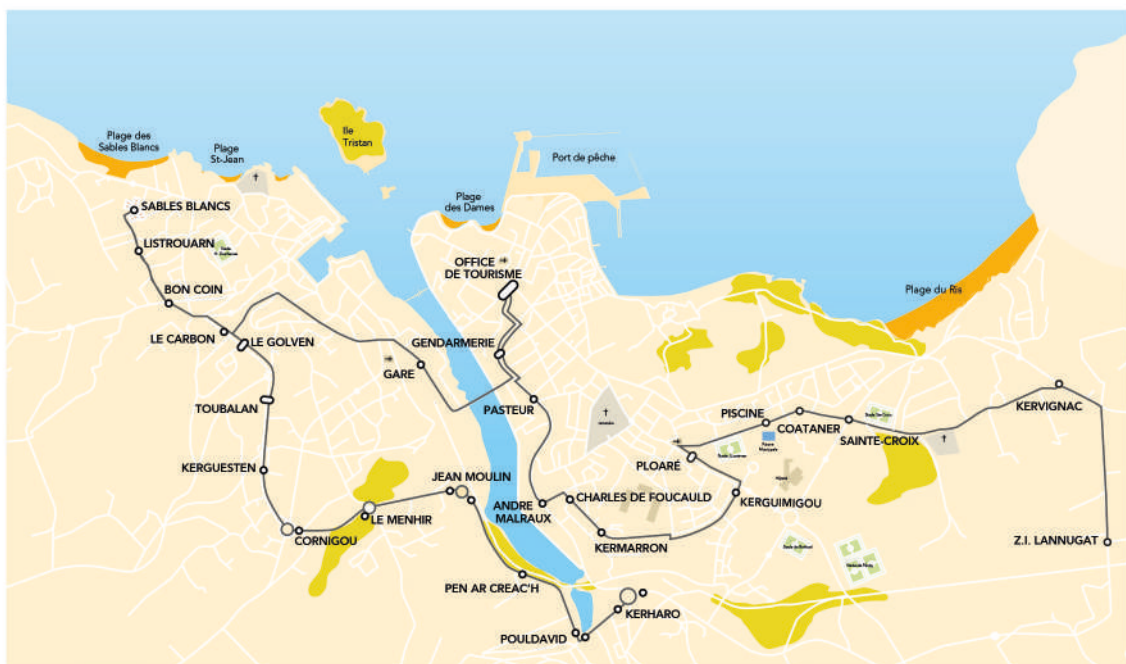 Plage des
Sables Blancs
Plage
St-Jean
Ile
Tristan
Port de pêche
Plage
des Dames
SABLES BLANCS
LISTROUARN
OFFICE
DE TOURISME
BON COIN
Plage du Ris
LE CARBON
LE GOLVEN
GENDARMERIE
GARE
TOUBALAN
PASTEUR
PISCINE
COATANER
SAINTE-CROIX
KERVIGNAC
KERGUESTEN
JEAN MOULIN
PLOARÉ
ANDRE
MALRAUX
CHARLES DE FOUCAULD
KERGUIMIGOU
LE MENHIR
CORNIGOU
KERMARRON
Z.I. LANNUGAT
PEN AR CREAC'H
KERHARO
POULDAVID